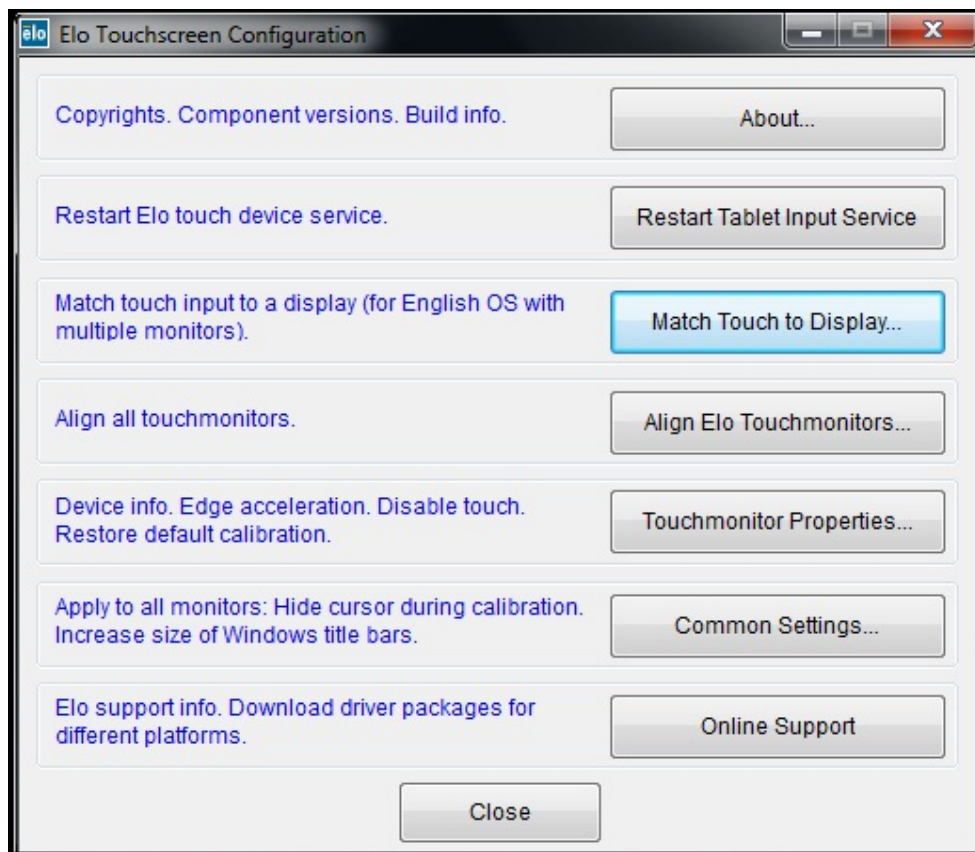 elo Elo Touchscreen Configuration
Copyrights. Component versions. Build info.
About...
Restart Elo touch device service.
Restart Tablet Input Service
Match touch input to a display (for English OS with
multiple monitors).
Match Touch to Display...
Align all touchmonitors.
Align Elo Touchmonitors...
Device info. Edge acceleration. Disable touch.
Restore default calibration.
Touchmonitor Properties...
Apply to all monitors: Hide cursor during calibration.
Increase size of Windows title bars.
Common Settings...
Elo support info. Download driver packages for
different platforms.
Online Support
Close